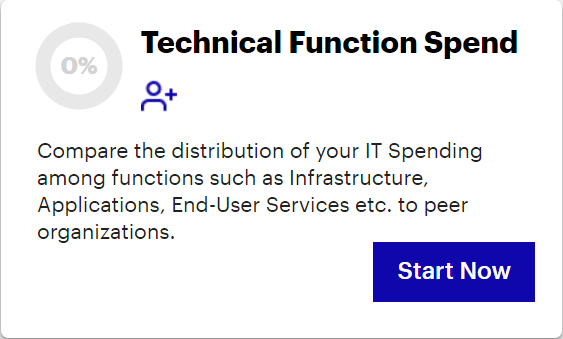 0%
Technical Function Spend
Compare the distribution of your IT Spending
among functions such as Infrastructure,
Applications, End-User Services etc. to peer
organizations.
Start Now